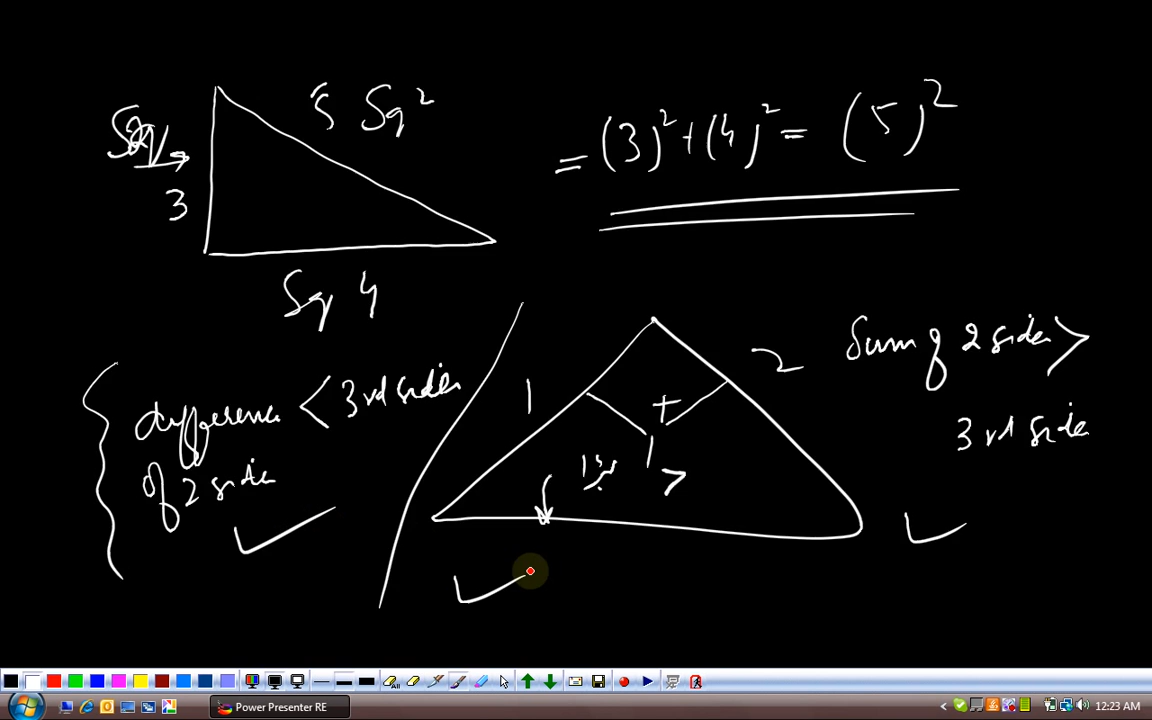 5 Sq 2
3
= (3)² + (4)² = (5)²
Sq 4
Sum of 2 side >
3rd side
2
1
+
>
difference < 3rd side
of 2 side
Power Presenter RE
12:23 AM